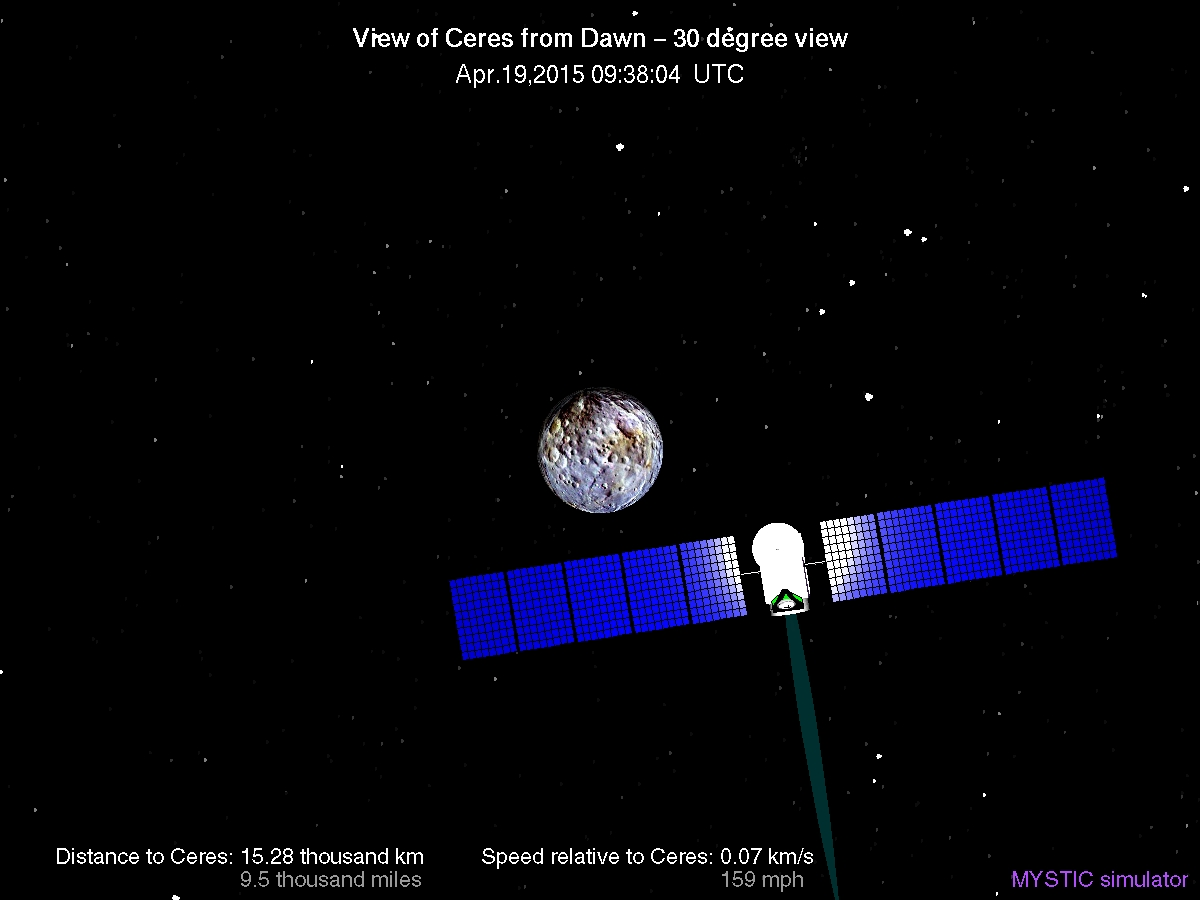 View of Ceres from Dawn – 30 degree view
Apr.19,2015 09:38:04 UTC
Distance to Ceres: 15.28 thousand km
9.5 thousand miles
Speed relative to Ceres: 0.07 km/s
159 mph
MYSTIC simulator